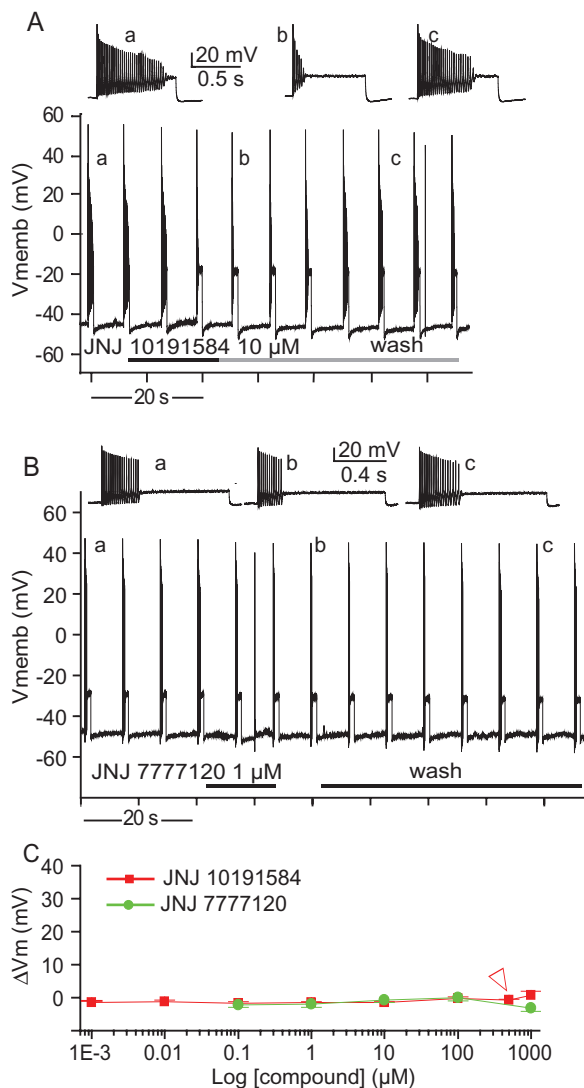 A
a
b
c
20 mV
0.5 s
60
40
20
0
-20
-40
-60
Vmemb (mV)
a
b
c
JNJ 10191584 10 µM
wash
20 s
B
a
b
c
20 mV
0.4 s
60
40
20
0
-20
-40
-60
Vmemb (mV)
a
b
c
JNJ 7777120 1 µM
wash
20 s
C
40
30
20
10
0
ΔVm (mV)
JNJ 10191584
JNJ 7777120
1E-3 0.01 0.1 1 10 100 1000
Log [compound] (µM)